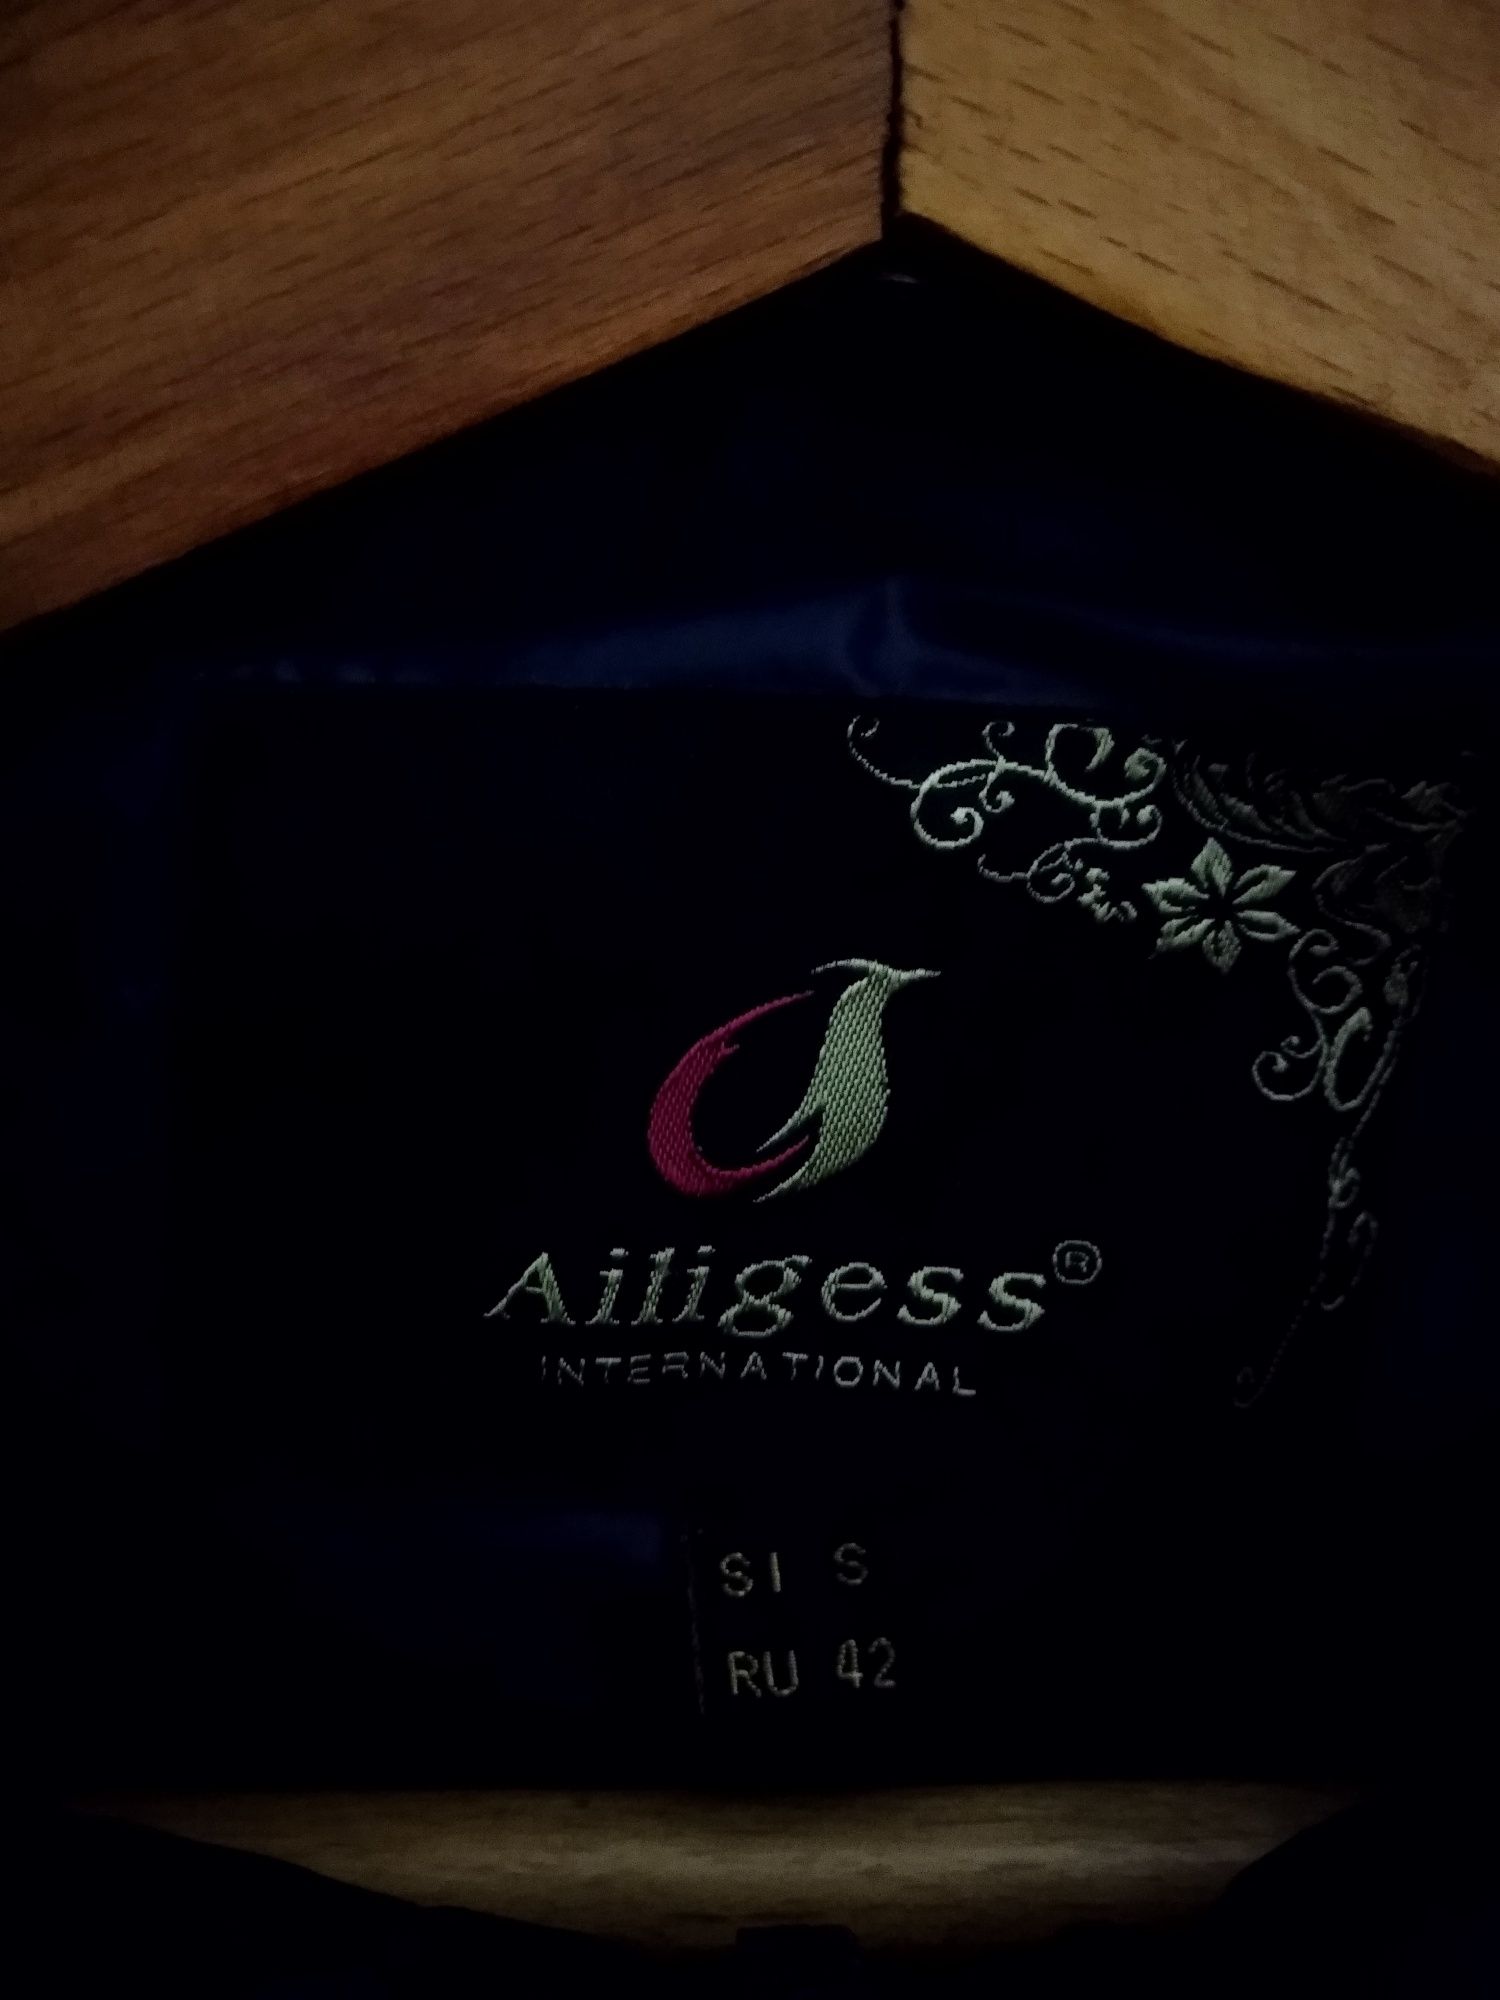 Ailigess®
INTERNATIONAL
SI S
RU 42